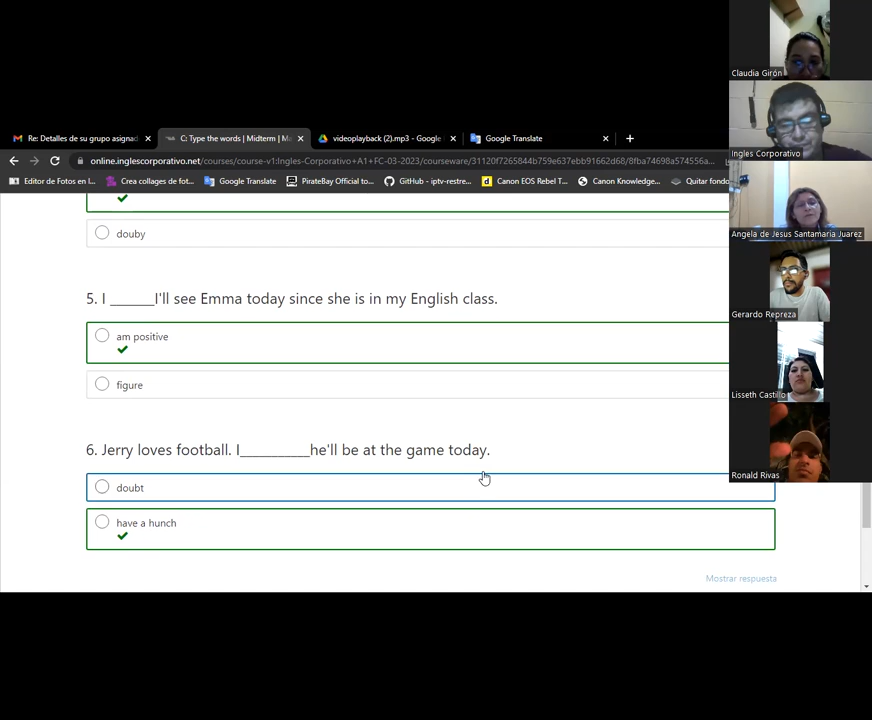 Claudia Girón
Re: Detalles de su grupo asignad
C: Type the words | Midterm | Ma
videoplayback (2).mp3 - Google
Google Translate
Ingles Corporativo
online.inglescorporativo.net/courses/course-v1:Ingles-Corporativo+A1+FC-03-2023/courseware/31120f7265844b759e637ebb91662d68/8fba74698a574556a...
Editor de Fotos en l...
Crea collages de fot...
Google Translate
PirateBay Official to...
GitHub - iptv-restre...
Canon EOS Rebel T...
Canon Knowledge...
Quitar fondo
douby
Angela de Jesus Santamaria Juarez
5. I ______I'll see Emma today since she is in my English class.
Gerardo Repreza
am positive
figure
Lisseth Castillo
6. Jerry loves football. I__________he'll be at the game today.
Ronald Rivas
doubt
have a hunch
Mostrar respuesta